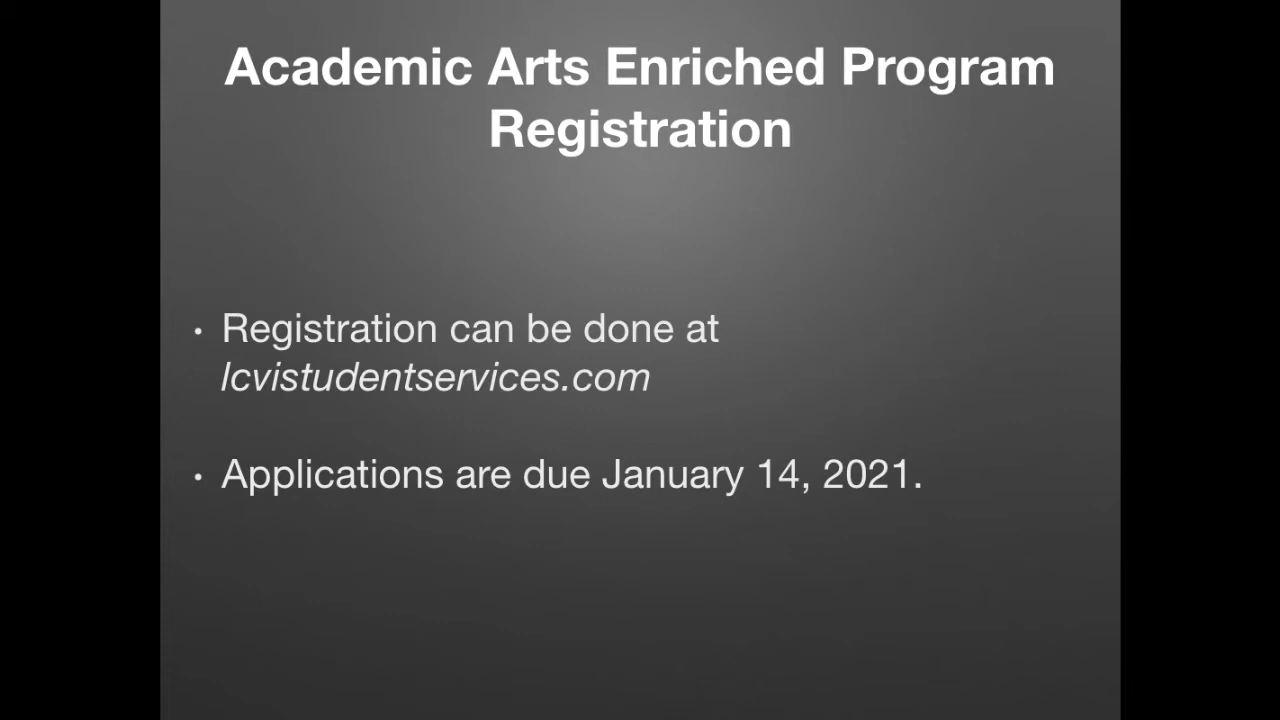 Academic Arts Enriched Program
Registration
• Registration can be done at
lcvistudentservices.com
• Applications are due January 14, 2021.